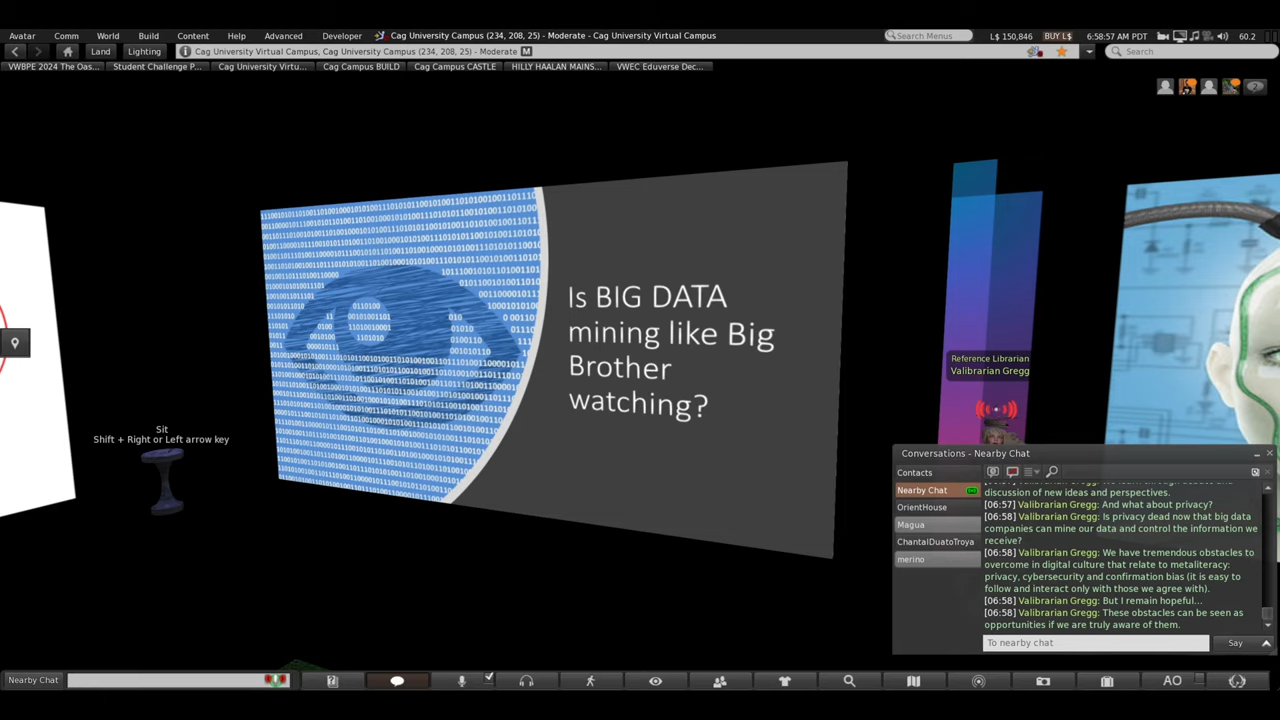 Avatar Comm World Build Content Help Advanced Developer Cag University Campus (234, 208, 25) - Moderate - Cag University Virtual Campus Search Menus L$ 150,846 BUY L$ 6:58:57 AM PDT 60.2
Land Lighting Cag University Virtual Campus, Cag University Campus (234, 208, 25) - Moderate M Search
VWBPE 2024 The Oas... Student Challenge P... Cag University Virtu... Cag Campus BUILD Cag Campus CASTLE HILLY HAALAN MAINS... VWEC Eduverse Dec...
Is BIG DATA
mining like Big
Brother
watching?
Reference Librarian
Valibrarian Gregg
Sit
Shift + Right or Left arrow key
Conversations - Nearby Chat
Contacts
Nearby Chat
OrientHouse
Magua
ChantalDuatoTroya
merino
discussion of new ideas and perspectives.
[06:57] Valibrarian Gregg: And what about privacy?
[06:58] Valibrarian Gregg: Is privacy dead now that big data
companies can mine our data and control the information we
receive?
[06:58] Valibrarian Gregg: We have tremendous obstacles to
overcome in digital culture that relate to metaliteracy:
privacy, cybersecurity and confirmation bias (it is easy to
follow and interact only with those we agree with).
[06:58] Valibrarian Gregg: But I remain hopeful...
[06:58] Valibrarian Gregg: These obstacles can be seen as
opportunities if we are truly aware of them.
To nearby chat Say
Nearby Chat AO